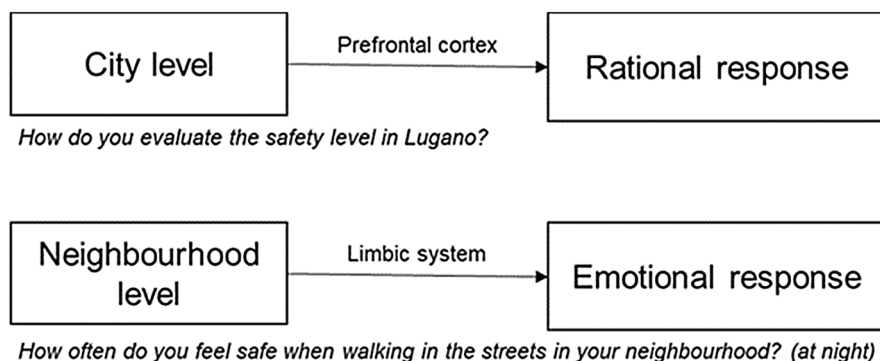 City level
Prefrontal cortex
Rational response
How do you evaluate the safety level in Lugano?
Neighbourhood
level
Limbic system
Emotional response
How often do you feel safe when walking in the streets in your neighbourhood? (at night)